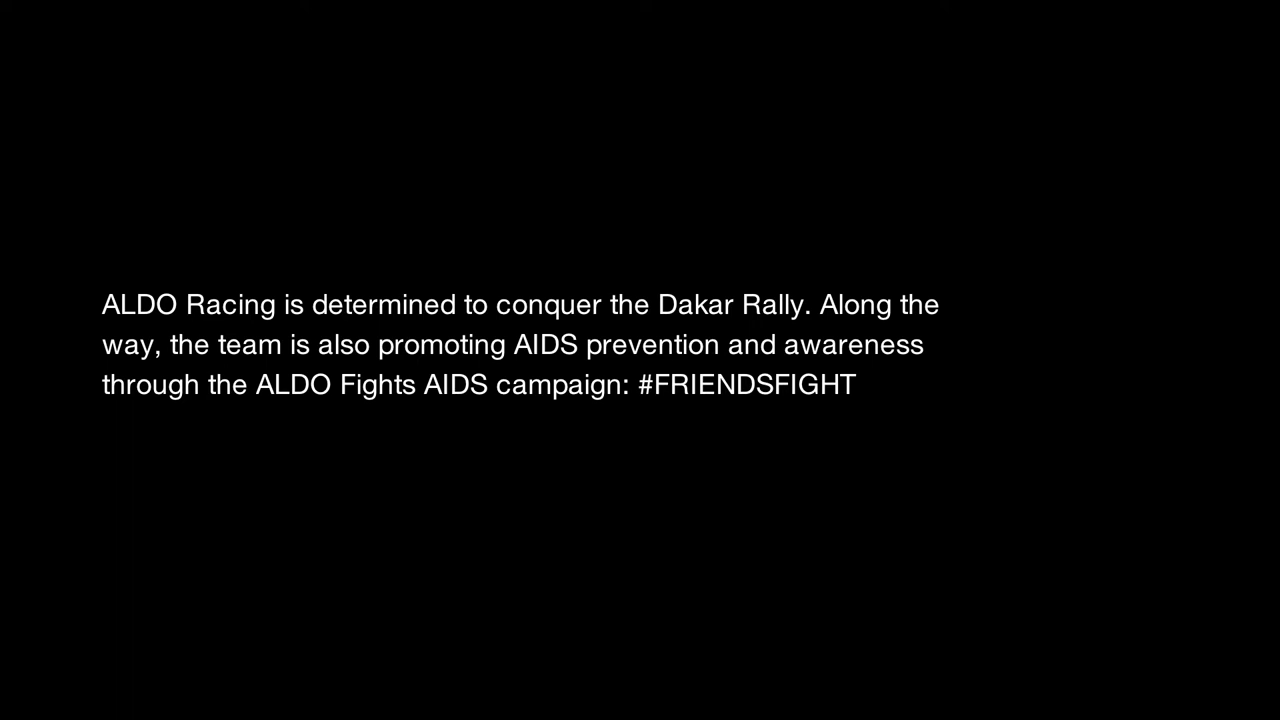 ALDO Racing is determined to conquer the Dakar Rally. Along the
way, the team is also promoting AIDS prevention and awareness
through the ALDO Fights AIDS campaign: #FRIENDSFIGHT